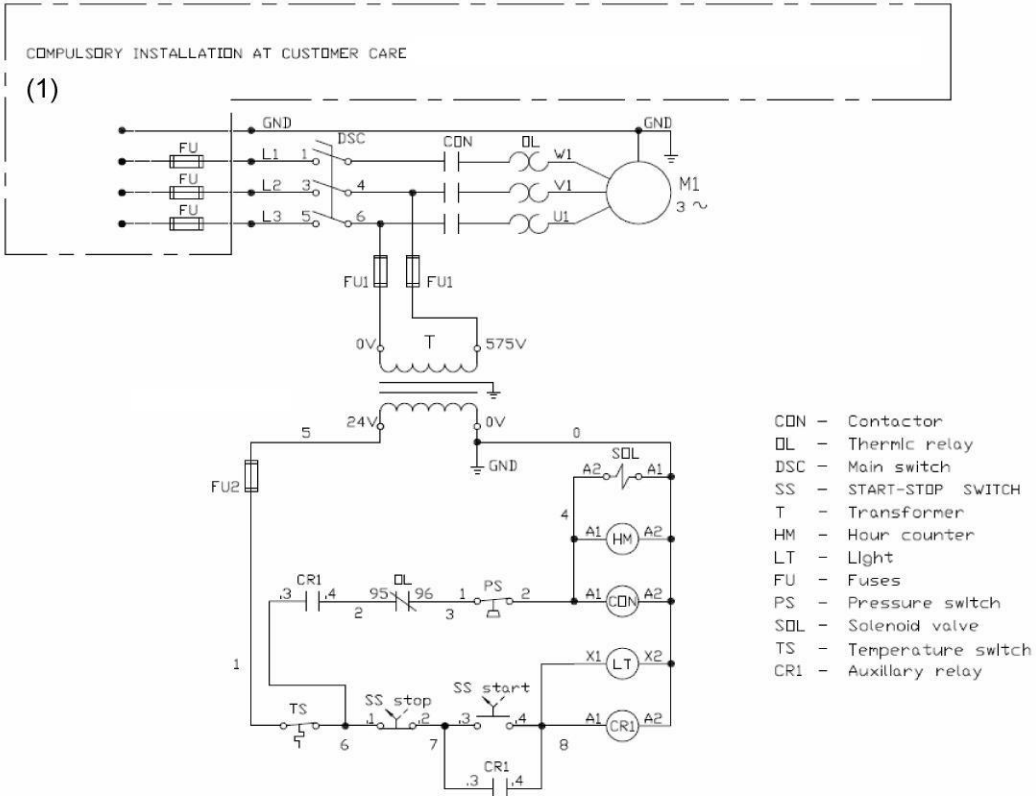 COMPULSORY INSTALLATION AT CUSTOMER CARE
(1)
GND GND
FU L1 1 DSC CON OL W1
FU L2 3 4 V1 M1
FU L3 5 6 U1 3 ~
FU1 FU1
0V T 575V
24V 0V
5 0
GND
FU2
A2 SOL A1
4
A1 HM A2
CR1 OL PS
.3 .4 95 96 1 2 A1 CON A2
2 3
1
X1 LT X2
SS stop SS start
TS .1 .2 .3 .4 A1 CR1 A2
6 7 8
CR1
.3 .4
CON - Contactor
OL - Thermic relay
DSC - Main switch
SS - START-STOP SWITCH
T - Transformer
HM - Hour counter
LT - Light
FU - Fuses
PS - Pressure switch
SOL - Solenoid valve
TS - Temperature switch
CR1 - Auxillary relay